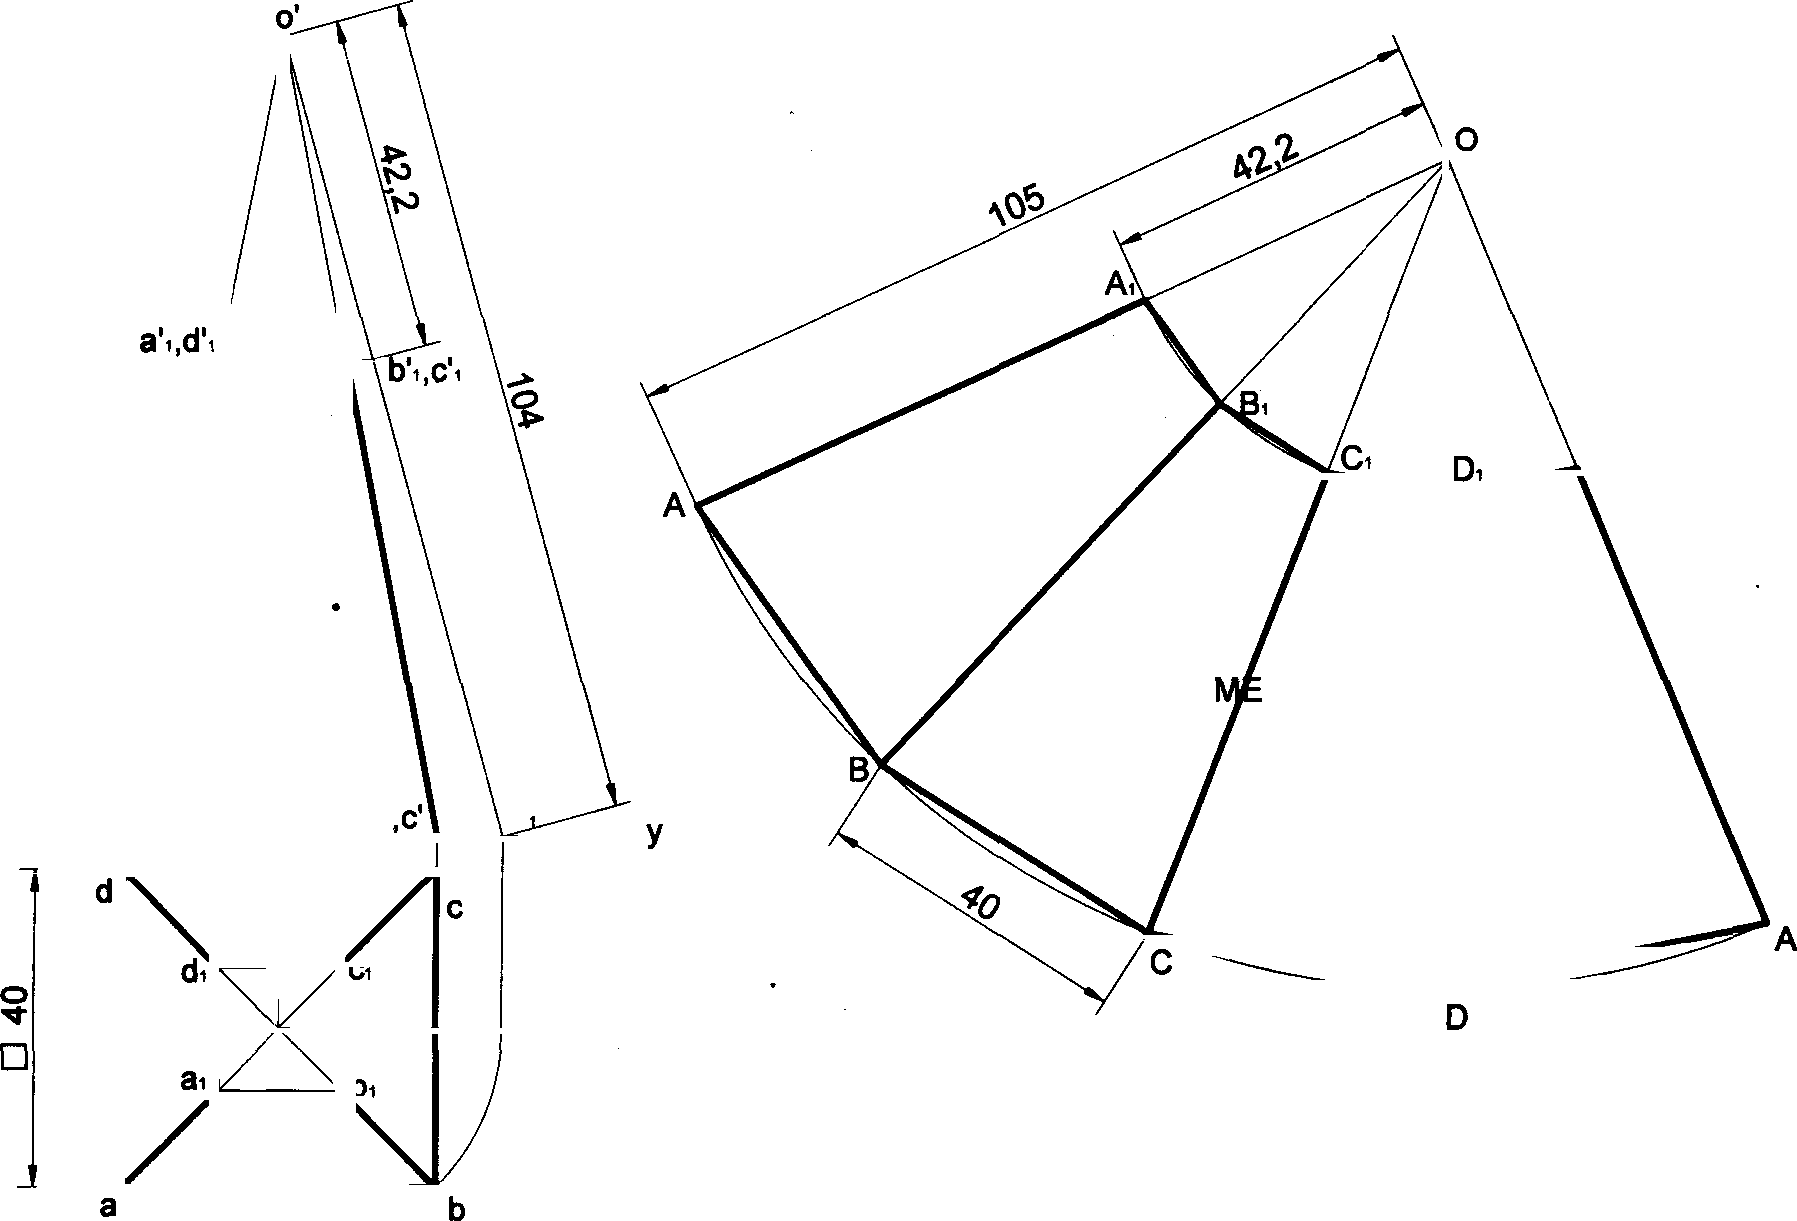 o'
42,2
104
a'₁,d'₁
b'₁,c'₁
,c'
y
d
c
d₁
c₁
□ 40
a₁
a
b
105
42,2
O
A₁
B₁
C₁
D₁
A
ME
B
40
C
A
D